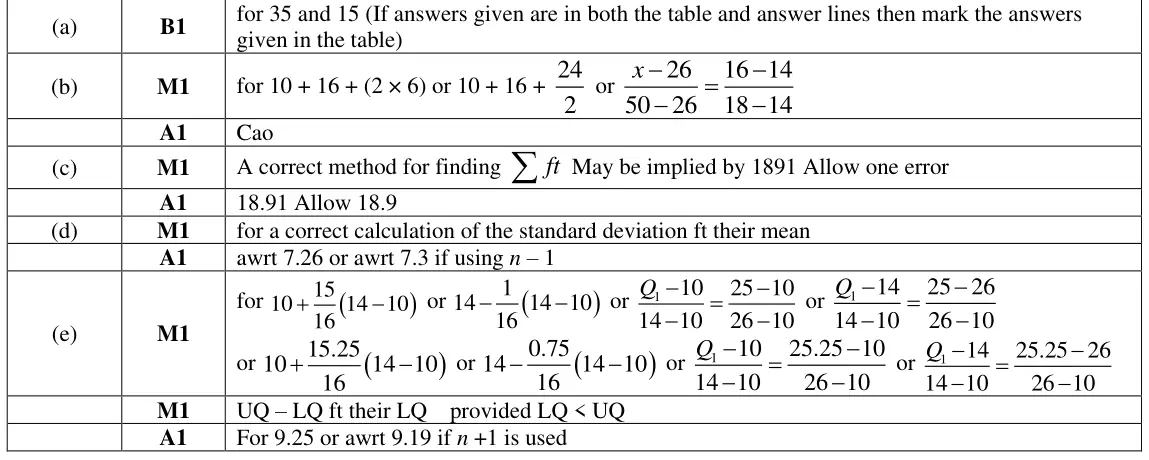 (a) B1 for 35 and 15 (If answers given are in both the table and answer lines then mark the answers
given in the table)
(b) M1 for 10 + 16 + (2 × 6) or 10 + 16 + 24/2 or (x − 26)/(50 − 26) = (16 − 14)/(18 − 14)
A1 Cao
(c) M1 A correct method for finding ∑ ft May be implied by 1891 Allow one error
A1 18.91 Allow 18.9
(d) M1 for a correct calculation of the standard deviation ft their mean
A1 awrt 7.26 or awrt 7.3 if using n – 1
(e) M1 for 10 + 15/16 (14 − 10) or 14 − 1/16 (14 − 10) or (Q₁ − 10)/(14 − 10) = (25 − 10)/(26 − 10) or (Q₁ − 14)/(14 − 10) = (25 − 26)/(26 − 10)
or 10 + 15.25/16 (14 − 10) or 14 − 0.75/16 (14 − 10) or (Q₁ − 10)/(14 − 10) = (25.25 − 10)/(26 − 10) or (Q₁ − 14)/(14 − 10) = (25.25 − 26)/(26 − 10)
M1 UQ – LQ ft their LQ provided LQ < UQ
A1 For 9.25 or awrt 9.19 if n +1 is used